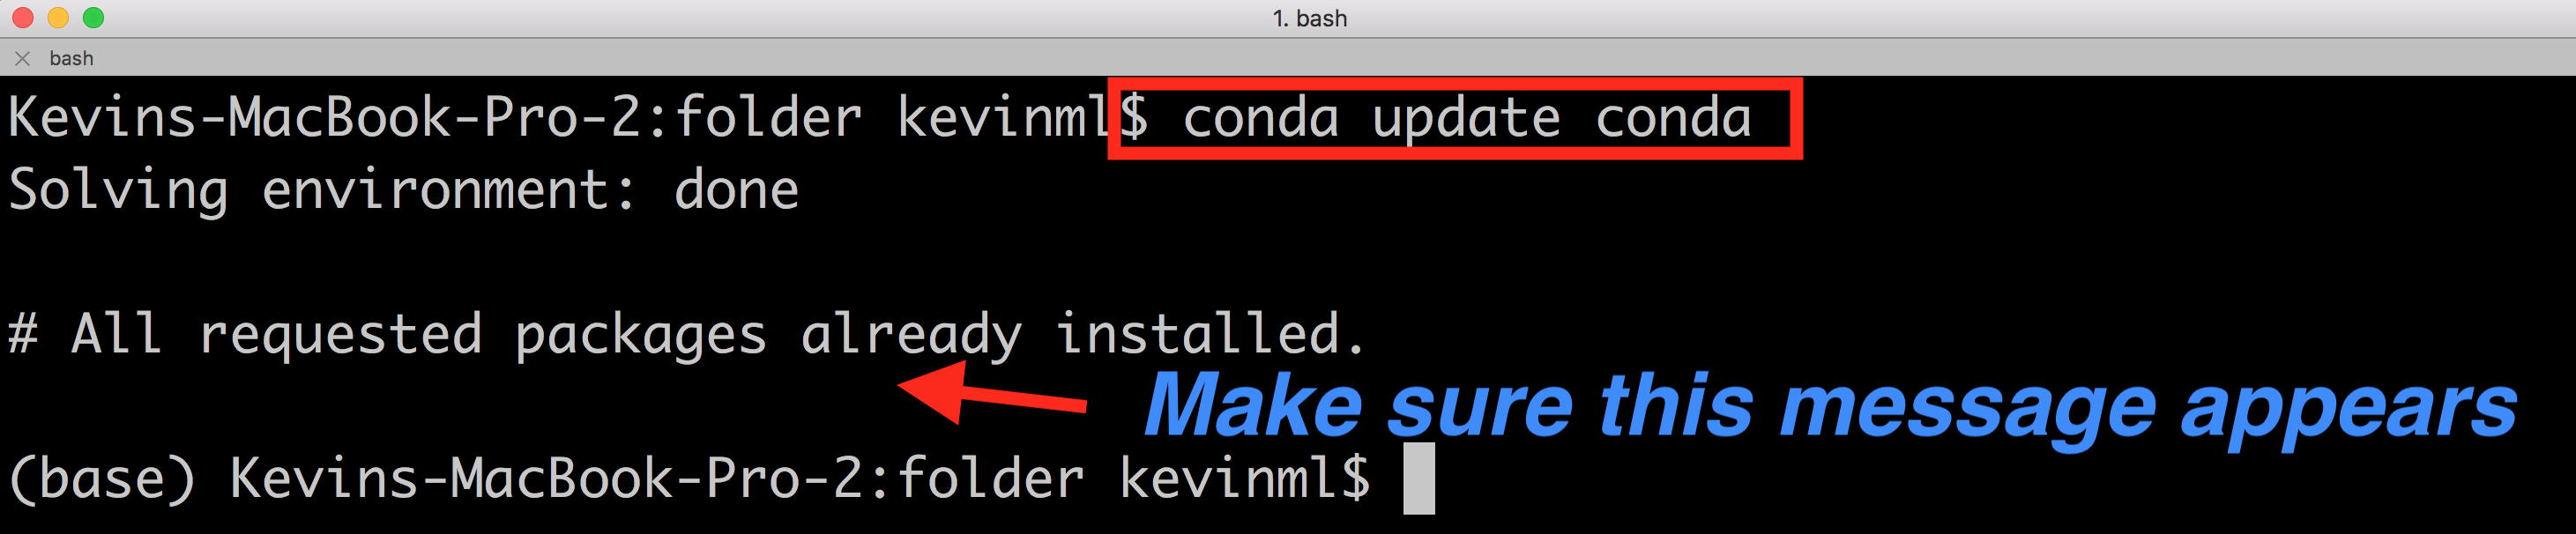 1. bash
bash
Kevins-MacBook-Pro-2:folder kevinml$ conda update conda
Solving environment: done
# All requested packages already installed.
Make sure this message appears
(base) Kevins-MacBook-Pro-2:folder kevinml$